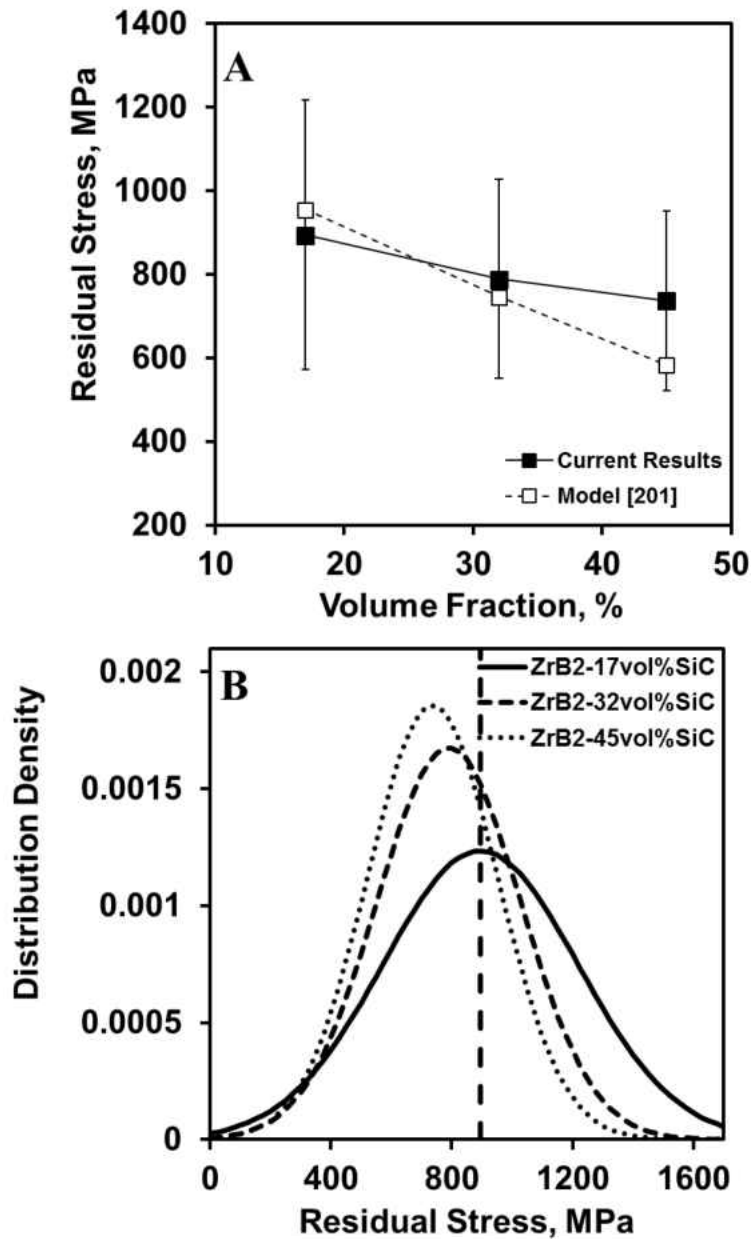 1400
A
1200
1000
800
600
400
200
Residual Stress, MPa
Current Results
Model [201]
10 20 30 40 50
Volume Fraction, %
B
0.002
0.0015
0.001
0.0005
0
Distribution Density
ZrB2-17vol%SiC
ZrB2-32vol%SiC
ZrB2-45vol%SiC
0 400 800 1200 1600
Residual Stress, MPa